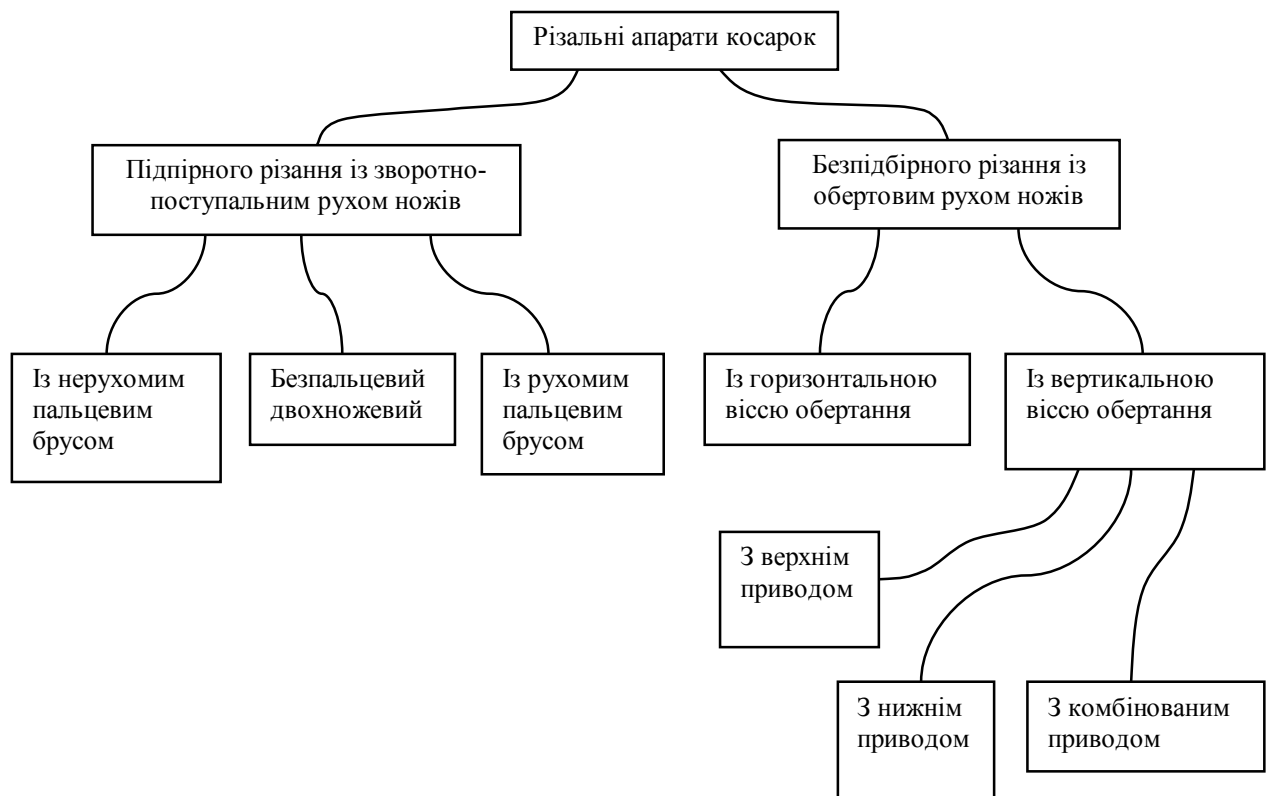 Різальні апарати косарок
Підпірного різання із зворотно-
поступальним рухом ножів
Безпідбірного різання із
обертовим рухом ножів
Із нерухомим
пальцевим
брусом
Безпальцевий
двохножевий
Із рухомим
пальцевим
брусом
Із горизонтальною
віссю обертання
Із вертикальною
віссю обертання
З верхнім
приводом
З нижнім
приводом
З комбінованим
приводом